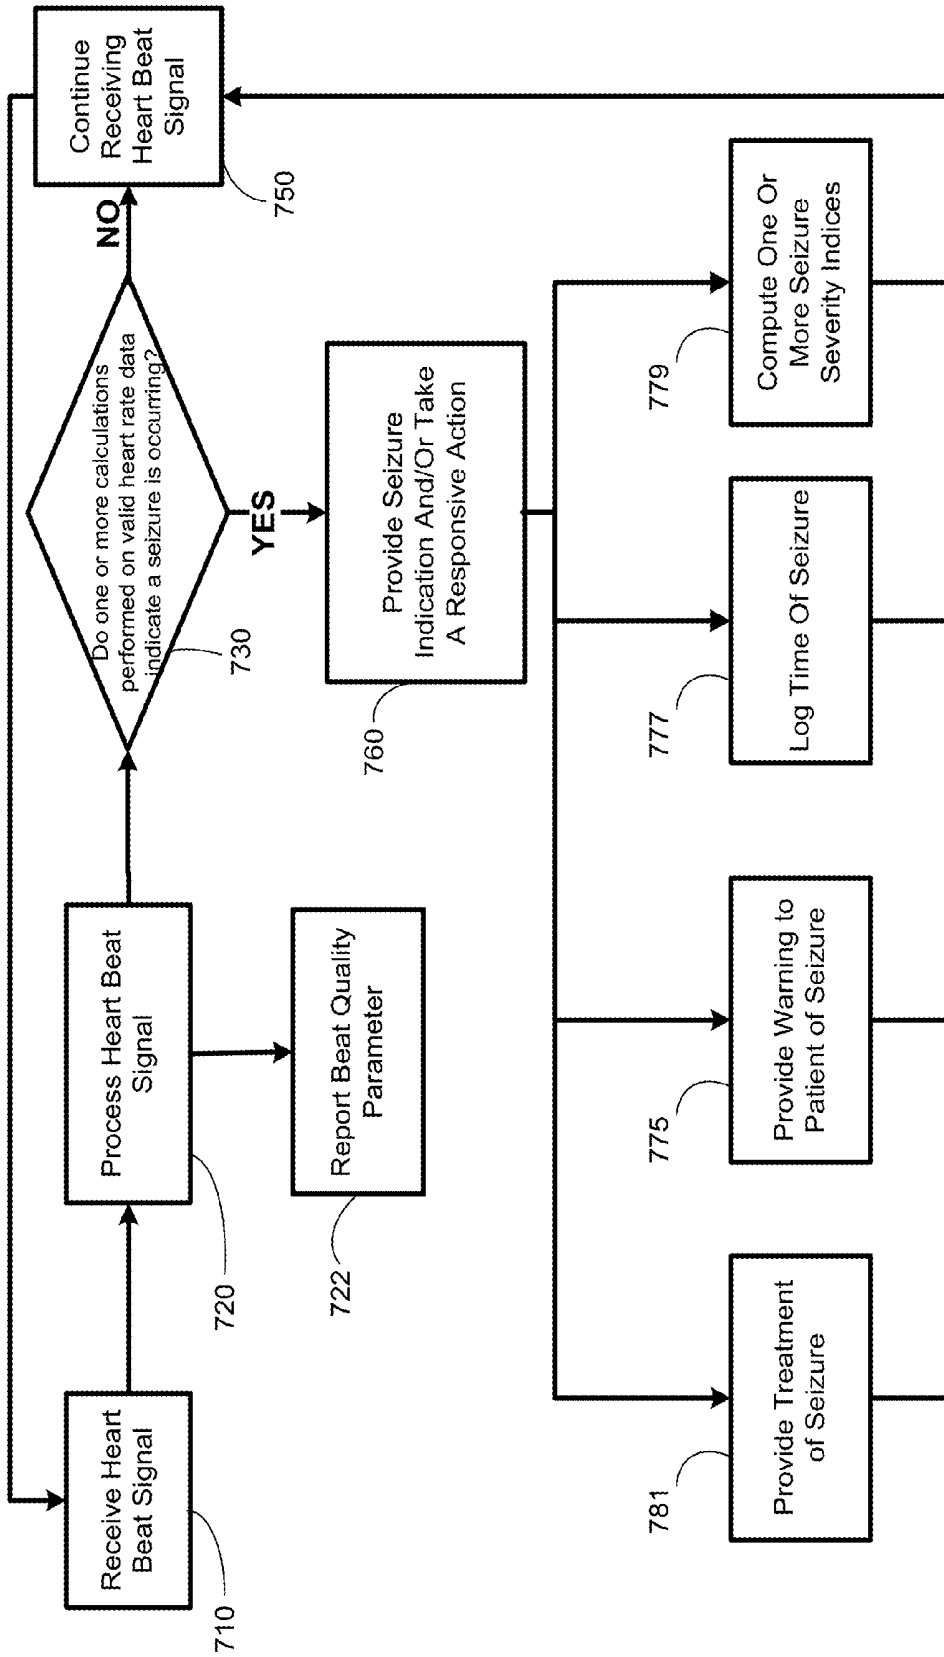 Receive Heart
Beat Signal
710
Process Heart Beat
Signal
720
Report Beat Quality
Parameter
722
Do one or more calculations
performed on valid heart rate data
indicate a seizure is occurring?
730
NO
Continue
Receiving
Heart Beat
Signal
750
YES
Provide Seizure
Indication And/Or Take
A Responsive Action
760
781
Provide Treatment
of Seizure
775
Provide Warning to
Patient of Seizure
777
Log Time Of Seizure
779
Compute One Or
More Seizure
Severity Indices